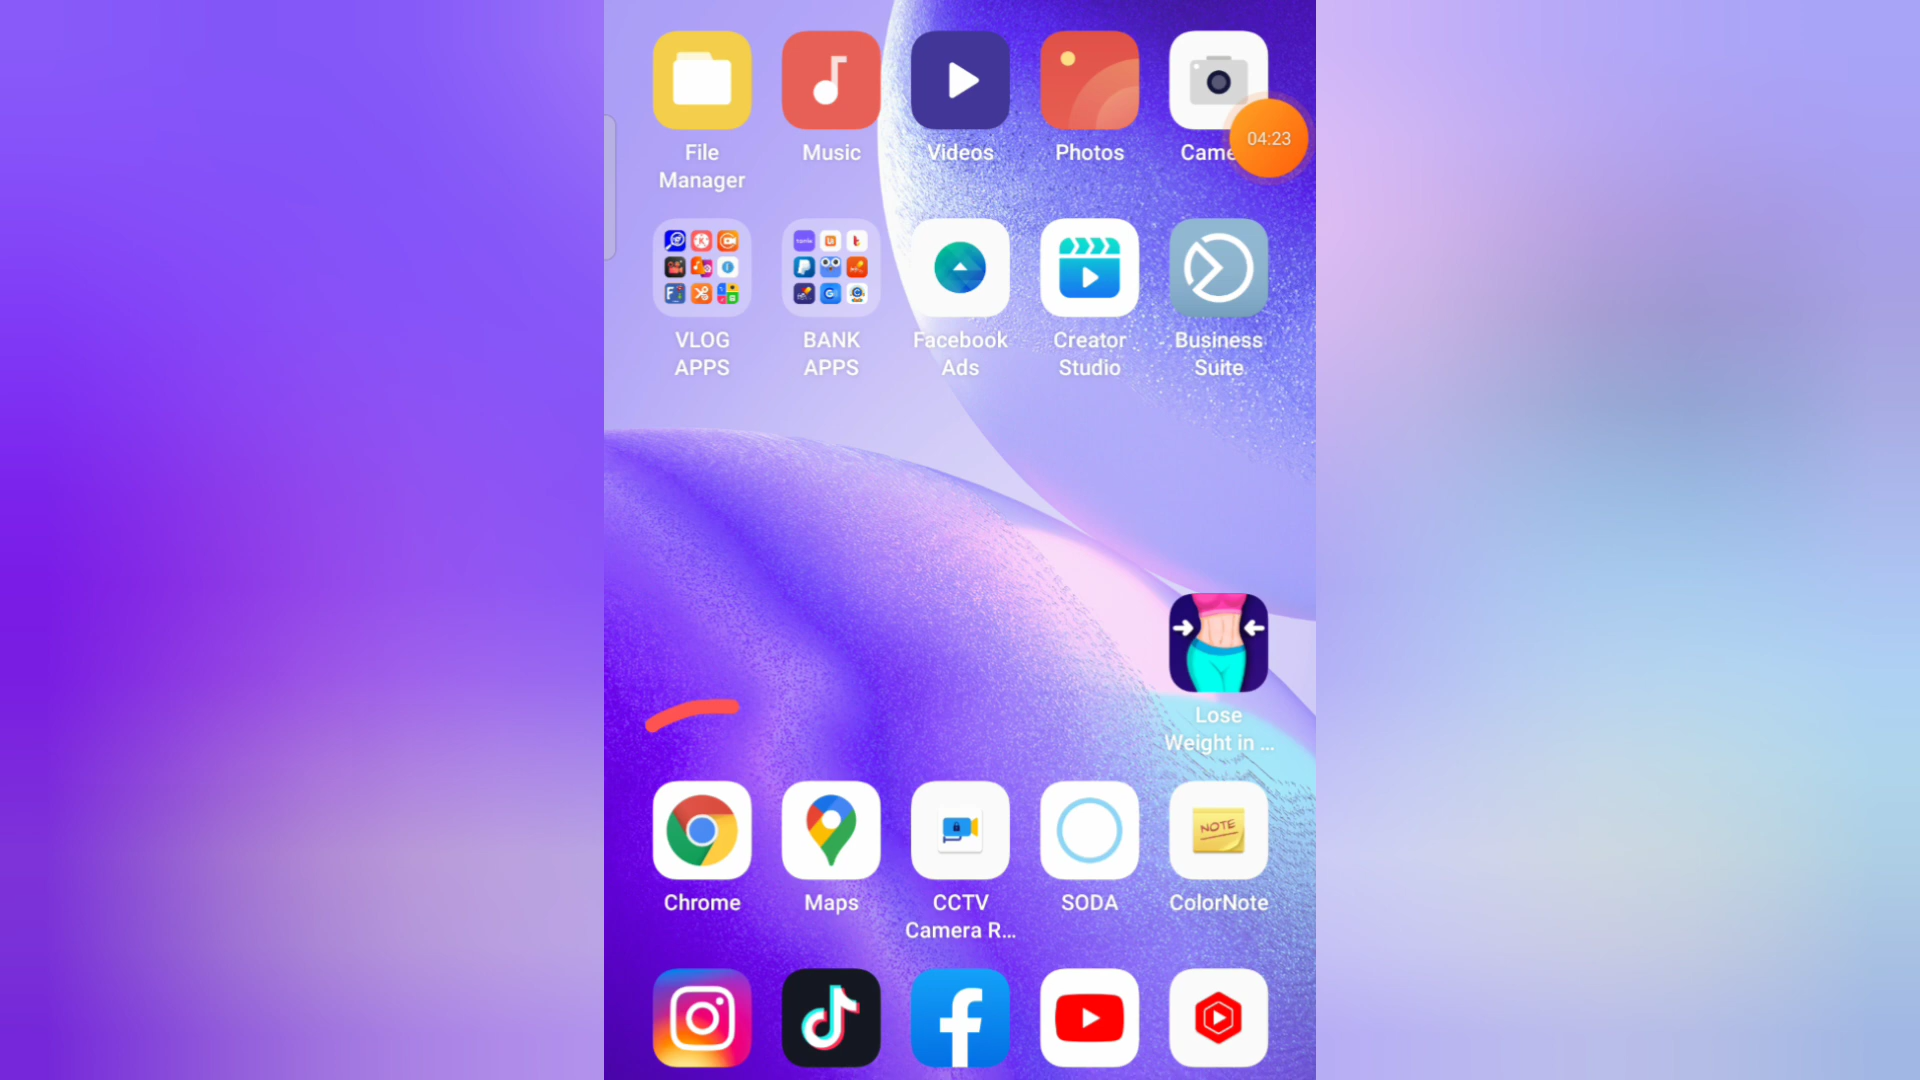 File
Manager
Music
Videos
Photos
Came
04:23
VLOG
APPS
BANK
APPS
Facebook
Ads
Creator
Studio
Business
Suite
Lose
Weight in ...
Chrome
Maps
CCTV
Camera R...
SODA
NOTE
ColorNote